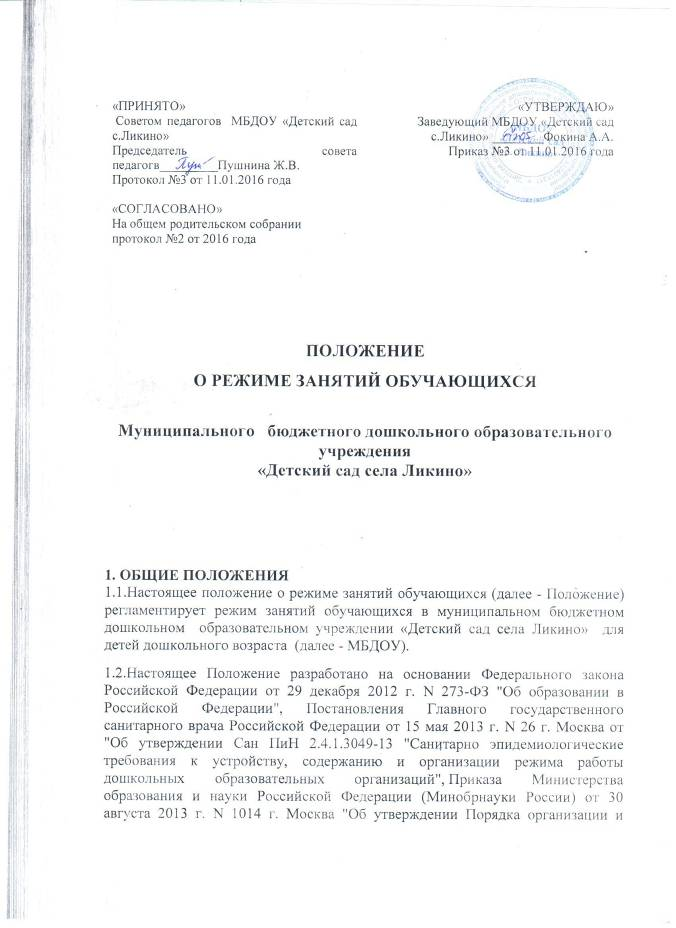 «ПРИНЯТО»
Советом педагогов МБДОУ «Детский сад
с.Ликино»
Председатель совета
педагогв________Пушнина Ж.В.
Протокол №3 от 11.01.2016 года
«УТВЕРЖДАЮ»
Заведующий МБДОУ «Детский сад
с.Ликино» ________Фокина А.А.
Приказ №3 от 11.01.2016 года
«СОГЛАСОВАНО»
На общем родительском собрании
протокол №2 от 2016 года
ПОЛОЖЕНИЕ
О РЕЖИМЕ ЗАНЯТИЙ ОБУЧАЮЩИХСЯ
Муниципального бюджетного дошкольного образовательного
учреждения
«Детский сад села Ликино»
1. ОБЩИЕ ПОЛОЖЕНИЯ
1.1.Настоящее положение о режиме занятий обучающихся (далее - Положение)
регламентирует режим занятий обучающихся в муниципальном бюджетном
дошкольном образовательном учреждении «Детский сад села Ликино» для
детей дошкольного возраста (далее - МБДОУ).
1.2.Настоящее Положение разработано на основании Федерального закона
Российской Федерации от 29 декабря 2012 г. N 273-ФЗ "Об образовании в
Российской Федерации", Постановления Главного государственного
санитарного врача Российской Федерации от 15 мая 2013 г. N 26 г. Москва от
"Об утверждении Сан ПиН 2.4.1.3049-13 "Санитарно эпидемиологические
требования к устройству, содержанию и организации режима работы
дошкольных образовательных организаций", Приказа Министерства
образования и науки Российской Федерации (Минобрнауки России) от 30
августа 2013 г. N 1014 г. Москва "Об утверждении Порядка организации и